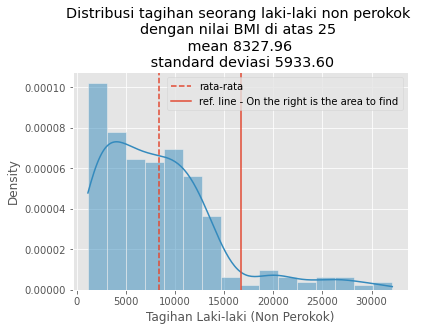 Distribusi tagihan seorang laki-laki non perokok
dengan nilai BMI di atas 25
mean 8327.96
standard deviasi 5933.60
rata-rata
ref. line - On the right is the area to find
0.00010
0.00008
0.00006
0.00004
0.00002
0.00000
Density
0
5000
10000
15000
20000
25000
30000
Tagihan Laki-laki (Non Perokok)